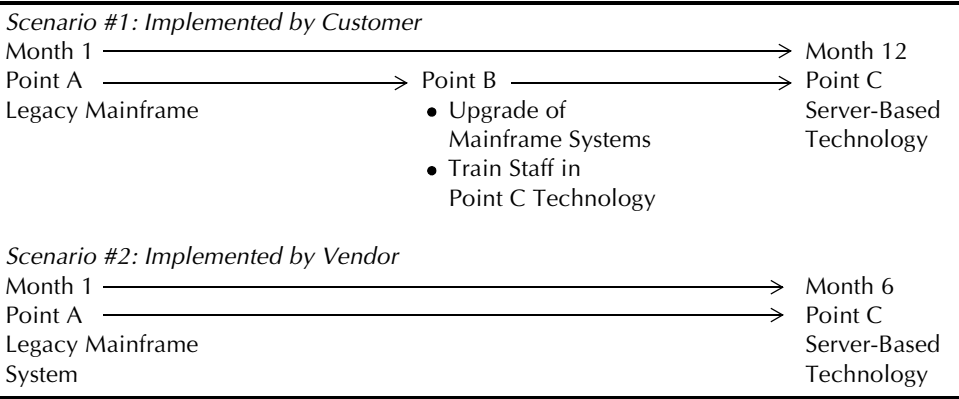 Scenario #1: Implemented by Customer
Month 1 Month 12
Point A Point B Point C
Legacy Mainframe • Upgrade of Server-Based
Mainframe Systems Technology
• Train Staff in
Point C Technology
Scenario #2: Implemented by Vendor
Month 1 Month 6
Point A Point C
Legacy Mainframe Server-Based
System Technology